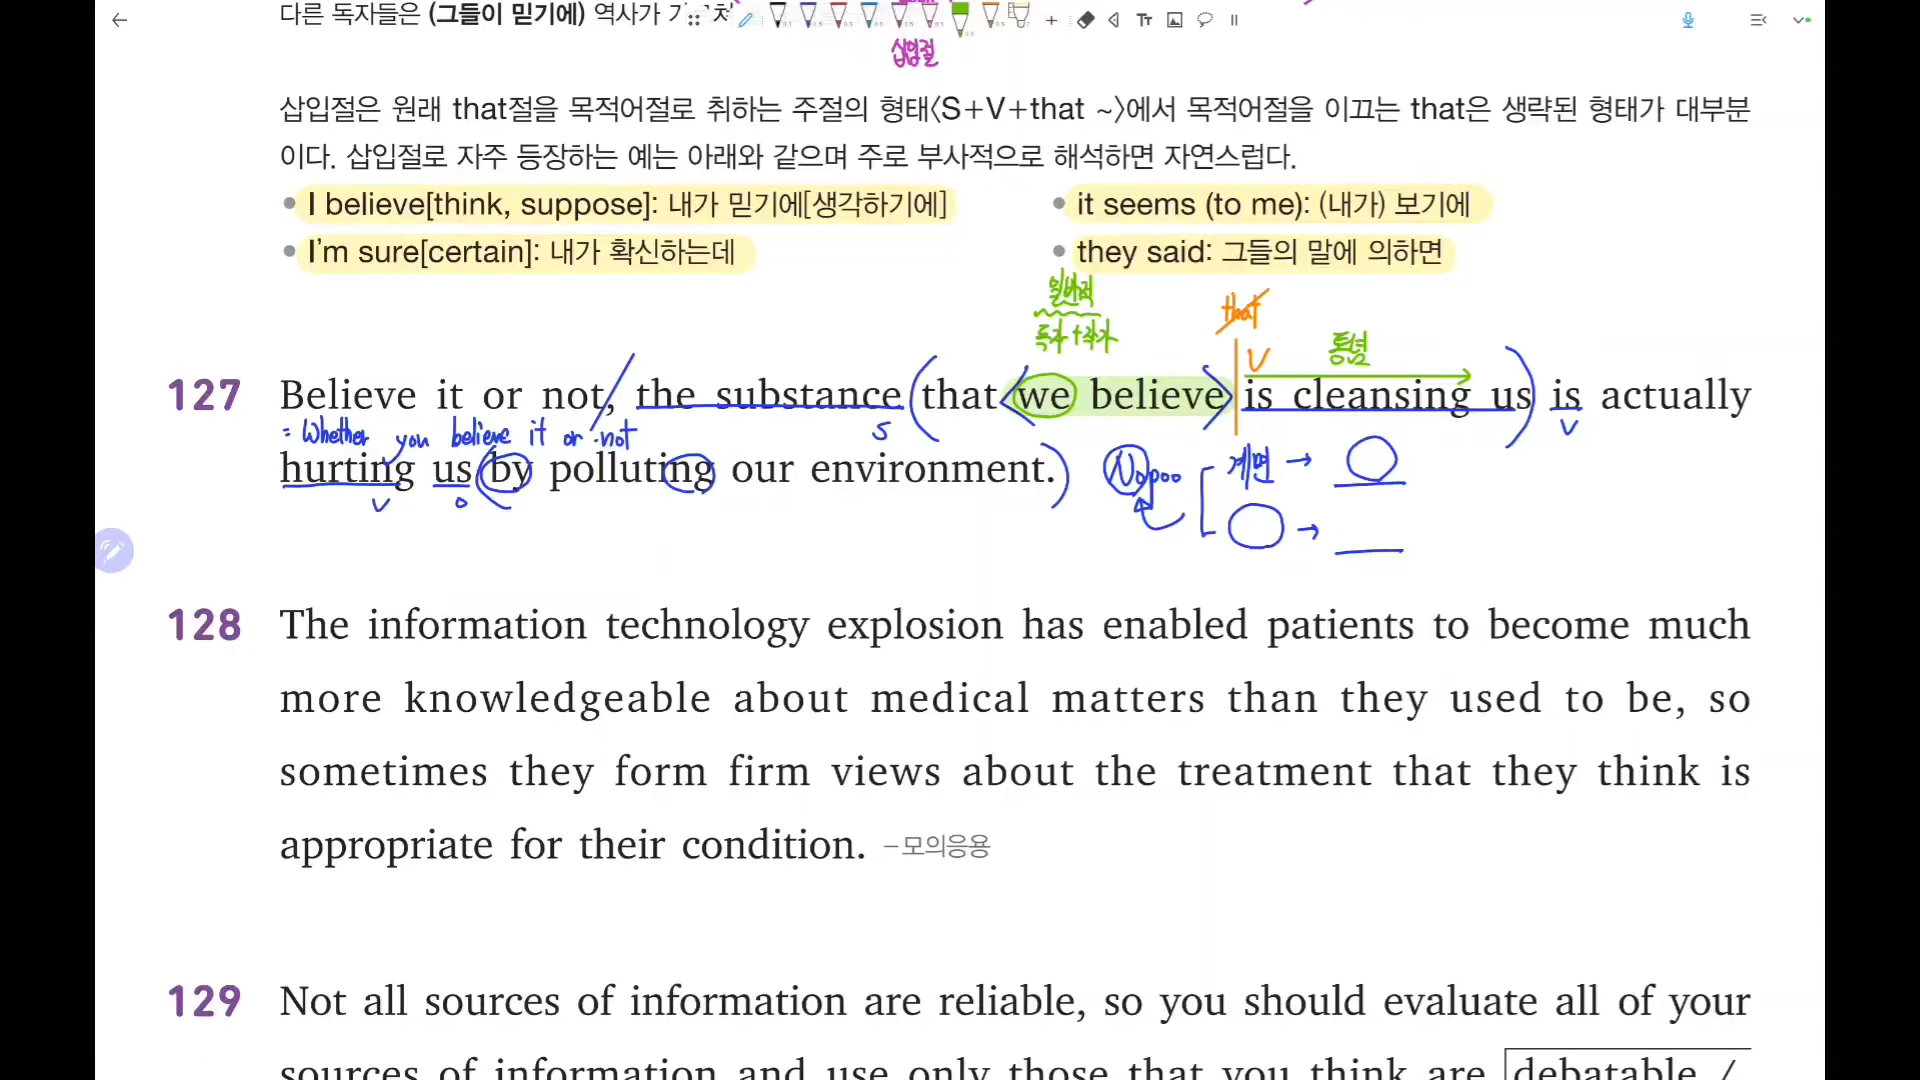 다른 독자들은 (그들이 믿기에) 역사가
삽입절
삽입절은 원래 that절을 목적어절로 취하는 주절의 형태〈S+V+that ~〉에서 목적어절을 이끄는 that은 생략된 형태가 대부분
이다. 삽입절로 자주 등장하는 예는 아래와 같으며 주로 부사적으로 해석하면 자연스럽다.
• I believe[think, suppose]: 내가 믿기에[생각하기에] • it seems (to me): (내가) 보기에
• I'm sure[certain]: 내가 확신하는데 • they said: 그들의 말에 의하면
일반적 that
독자+작가 V 통념
127 Believe it or not, / the substance (that <we believe> is cleansing us) is actually
= Whether you believe it or not S V
hurting us (by polluting our environment.)
V O
계면 →
→
128 The information technology explosion has enabled patients to become much
more knowledgeable about medical matters than they used to be, so
sometimes they form firm views about the treatment that they think is
appropriate for their condition. –모의응용
129 Not all sources of information are reliable, so you should evaluate all of your
sources of information and use only those that you think are debatable /